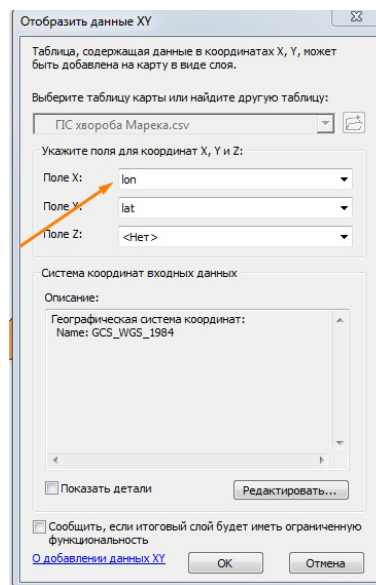 Отобразить данные XY
Таблица, содержащая данные в координатах X, Y, может
быть добавлена на карту в виде слоя.
Выберите таблицу карты или найдите другую таблицу:
ГІС хвороба Марека.csv
Укажите поля для координат X, Y и Z:
Поле X:
lon
Поле Y:
lat
Поле Z:
<Нет>
Система координат входных данных
Описание:
Географическая система координат:
Name: GCS_WGS_1984
Показать детали
Редактировать...
Сообщить, если итоговый слой будет иметь ограниченную
функциональность
О добавлении данных XY
OK
Отмена